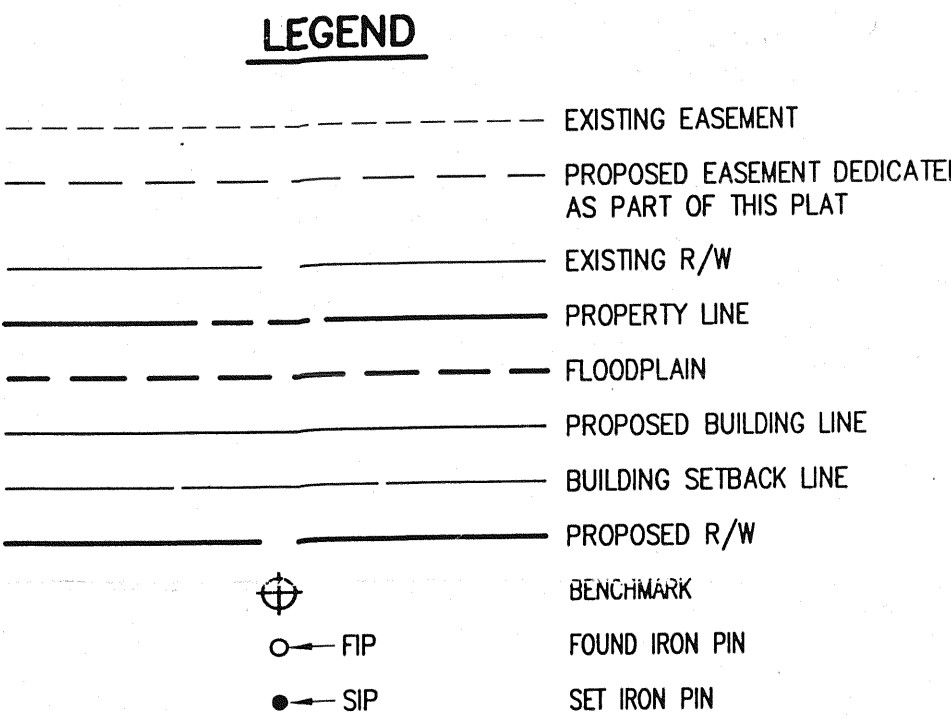 LEGEND
EXISTING EASEMENT
PROPOSED EASEMENT DEDICATED
AS PART OF THIS PLAT
EXISTING R/W
PROPERTY LINE
FLOODPLAIN
PROPOSED BUILDING LINE
BUILDING SETBACK LINE
PROPOSED R/W
BENCHMARK
FIP FOUND IRON PIN
SIP SET IRON PIN